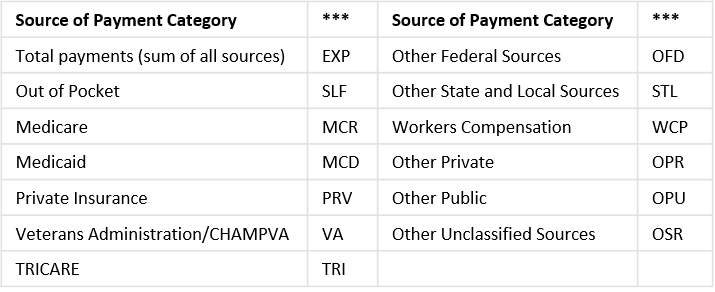 Source of Payment Category *** Source of Payment Category ***
Total payments (sum of all sources) EXP Other Federal Sources OFD
Out of Pocket SLF Other State and Local Sources STL
Medicare MCR Workers Compensation WCP
Medicaid MCD Other Private OPR
Private Insurance PRV Other Public OPU
Veterans Administration/CHAMPVA VA Other Unclassified Sources OSR
TRICARE TRI